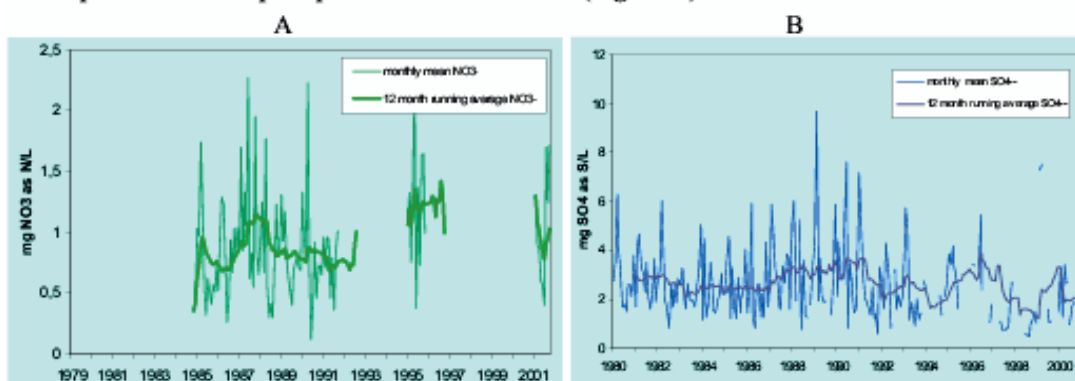 A
B
2,5
2
1,5
1
0,5
0
mg NO3 as N/L
monthly mean NO3-
12 month running average NO3-
1979 1981 1983 1985 1987 1989 1991 1993 1995 1997 1999 2001
12
10
8
6
4
2
0
mg SO4 as S/L
monthly mean SO4--
12 month running average SO4--
1980 1982 1984 1986 1988 1990 1992 1994 1996 1998 2000